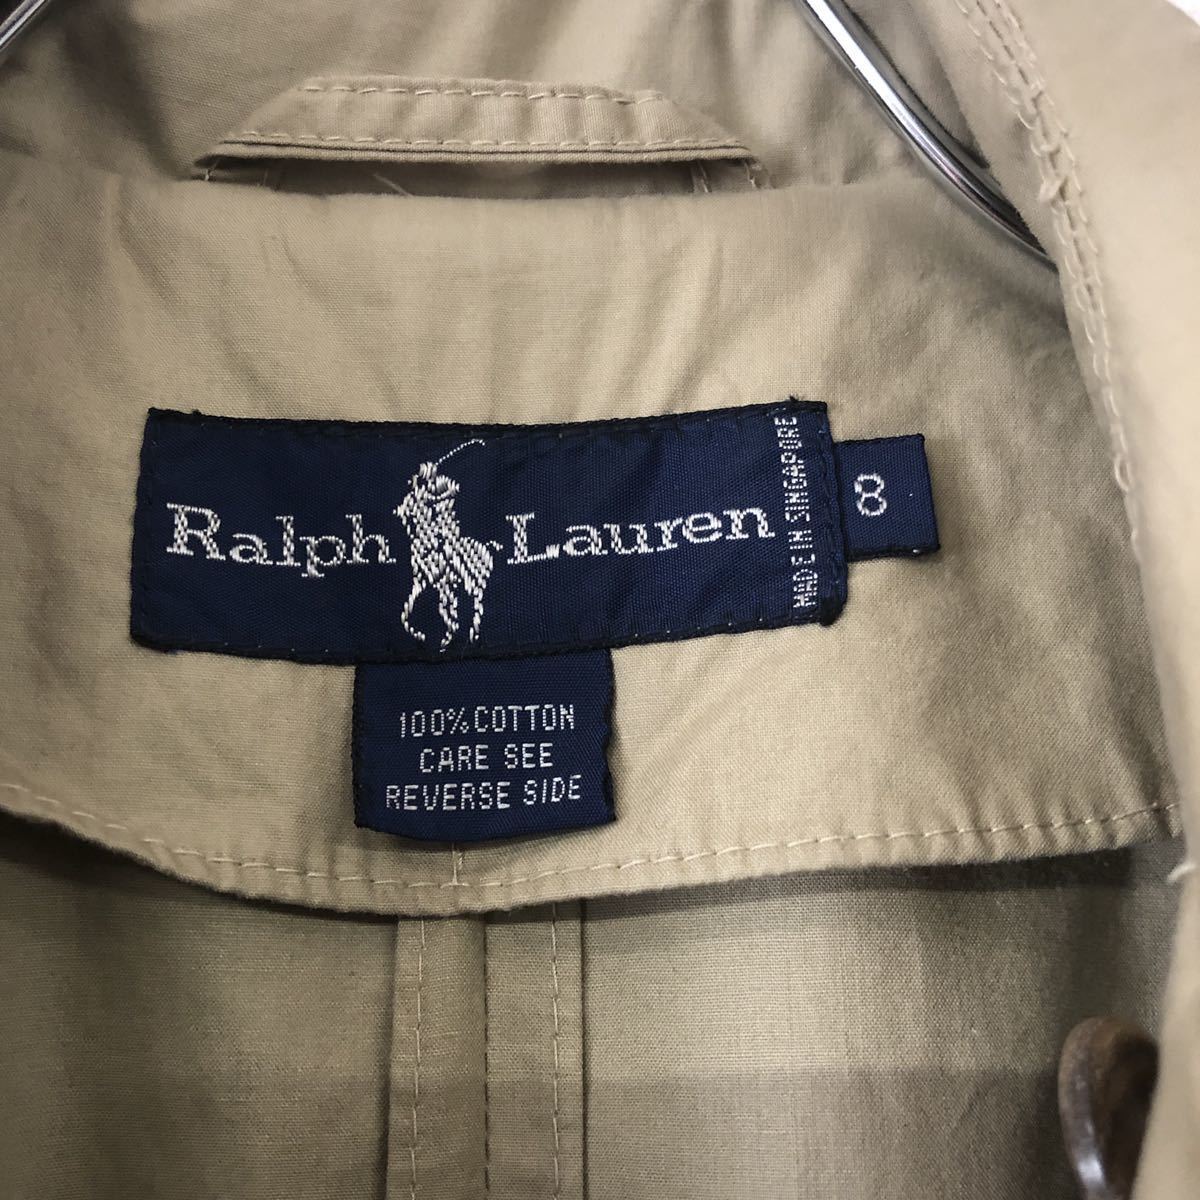 Ralph Lauren
MADE IN SINGAPORE
8
100% COTTON
CARE SEE
REVERSE SIDE